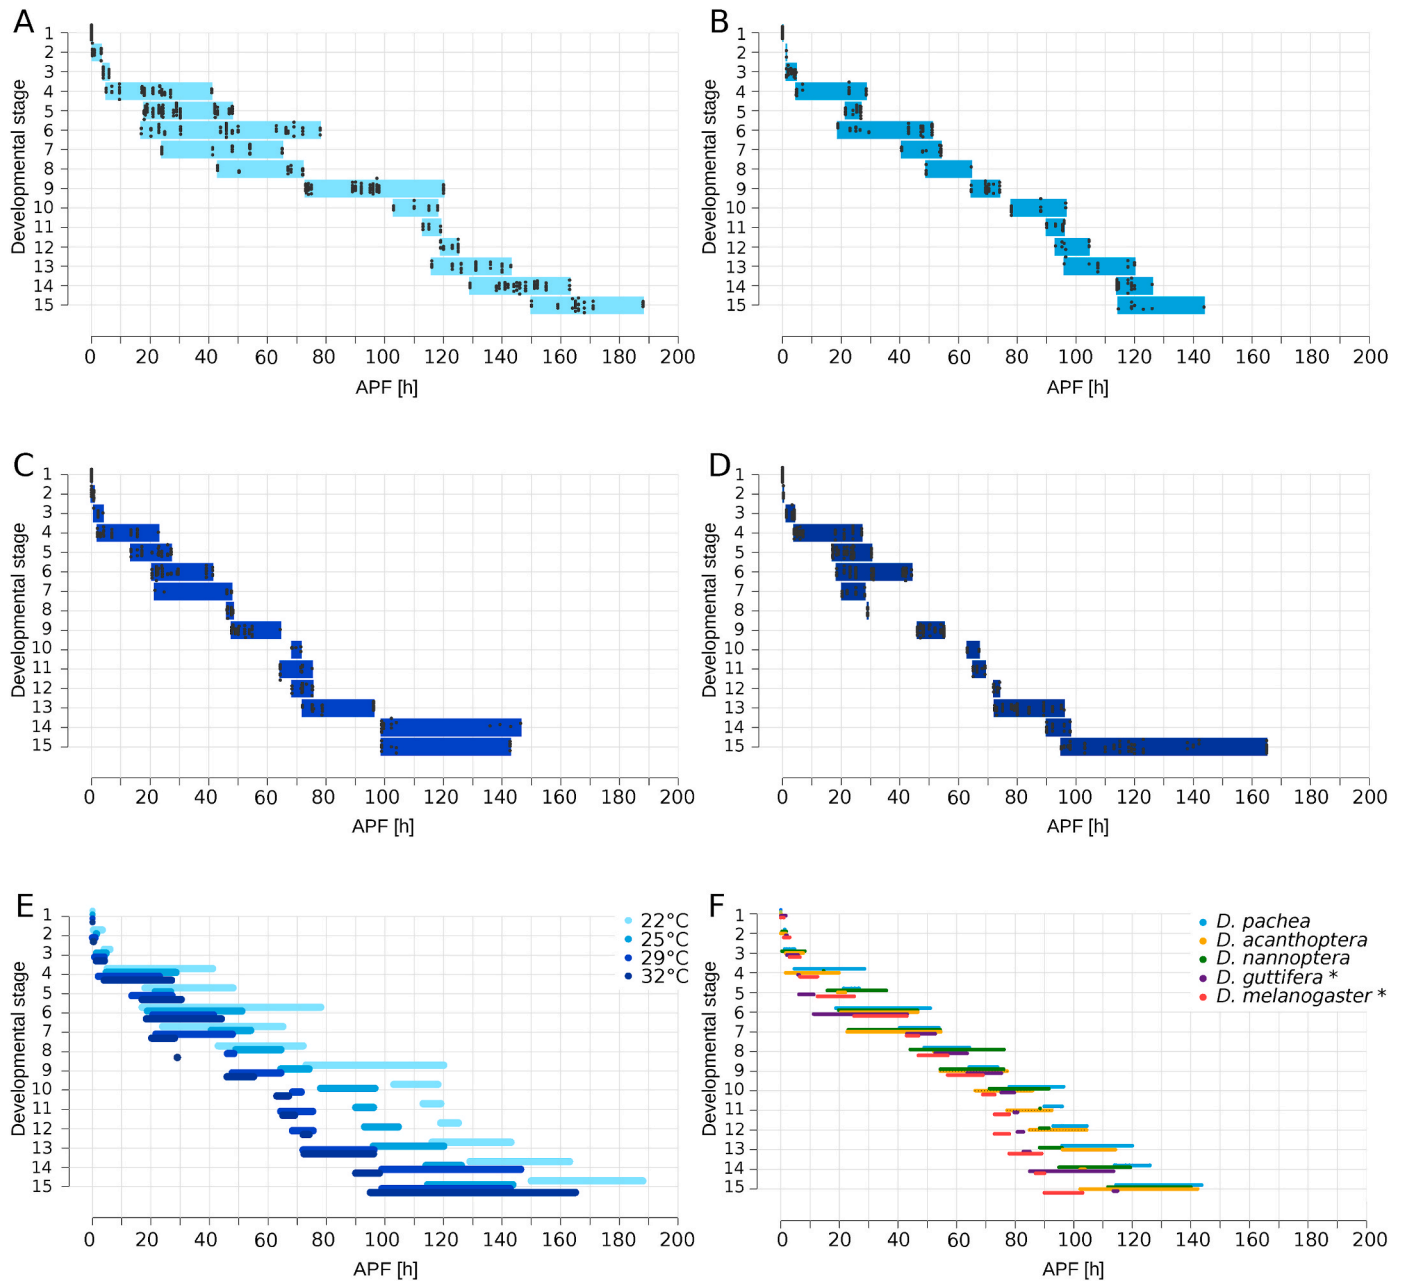 A
Developmental stage
1
2
3
4
5
6
7
8
9
10
11
12
13
14
15
0 20 40 60 80 100 120 140 160 180 200
APF [h]
B
Developmental stage
1
2
3
4
5
6
7
8
9
10
11
12
13
14
15
0 20 40 60 80 100 120 140 160 180 200
APF [h]
C
Developmental stage
1
2
3
4
5
6
7
8
9
10
11
12
13
14
15
0 20 40 60 80 100 120 140 160 180 200
APF [h]
D
Developmental stage
1
2
3
4
5
6
7
8
9
10
11
12
13
14
15
0 20 40 60 80 100 120 140 160 180 200
APF [h]
E
Developmental stage
1
2
3
4
5
6
7
8
9
10
11
12
13
14
15
0 20 40 60 80 100 120 140 160 180 200
APF [h]
22°C
25°C
29°C
32°C
F
Developmental stage
1
2
3
4
5
6
7
8
9
10
11
12
13
14
15
0 20 40 60 80 100 120 140 160 180 200
APF [h]
D. pachea
D. acanthoptera
D. nannoptera
D. guttifera *
D. melanogaster *